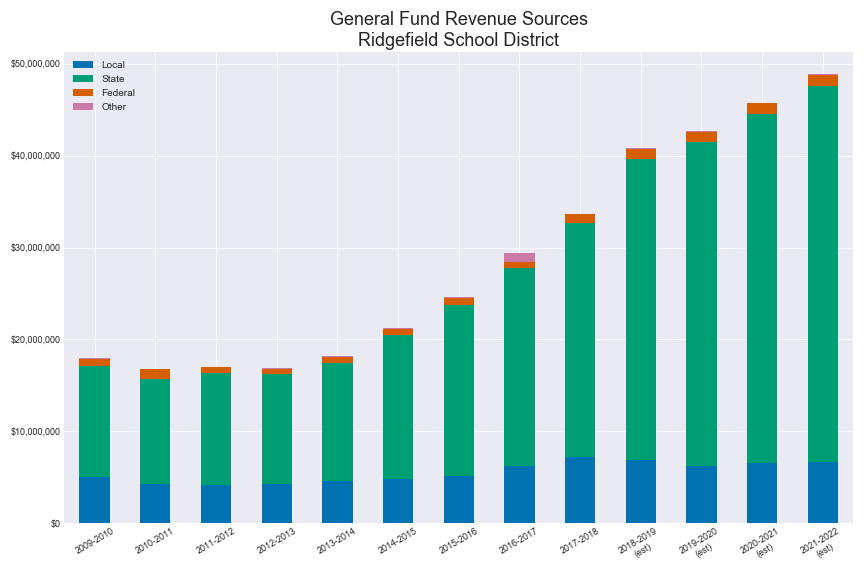 General Fund Revenue Sources
Ridgefield School District
$50,000,000
$40,000,000
$30,000,000
$20,000,000
$10,000,000
$0
Local
State
Federal
Other
2009-2010
2010-2011
2011-2012
2012-2013
2013-2014
2014-2015
2015-2016
2016-2017
2017-2018
2018-2019
(est)
2019-2020
(est)
2020-2021
(est)
2021-2022
(est)